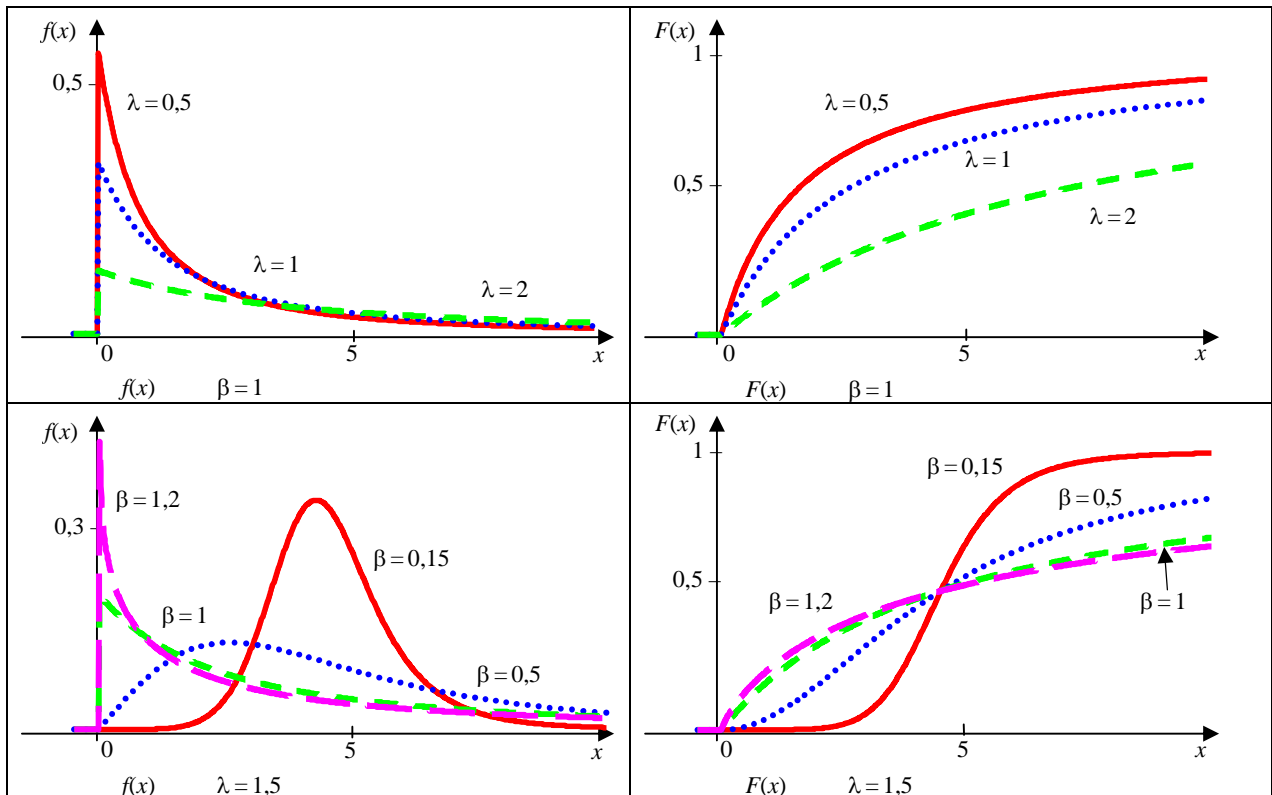 f(x)
0,5
λ = 0,5
λ = 1
λ = 2
0
5
x
f(x) β = 1
F(x)
1
λ = 0,5
λ = 1
0,5
λ = 2
0
5
x
F(x) β = 1
f(x)
β = 1,2
0,3
β = 0,15
β = 1
β = 0,5
0
5
x
f(x) λ = 1,5
F(x)
1
β = 0,15
β = 0,5
0,5
β = 1,2
β = 1
0
5
x
F(x) λ = 1,5